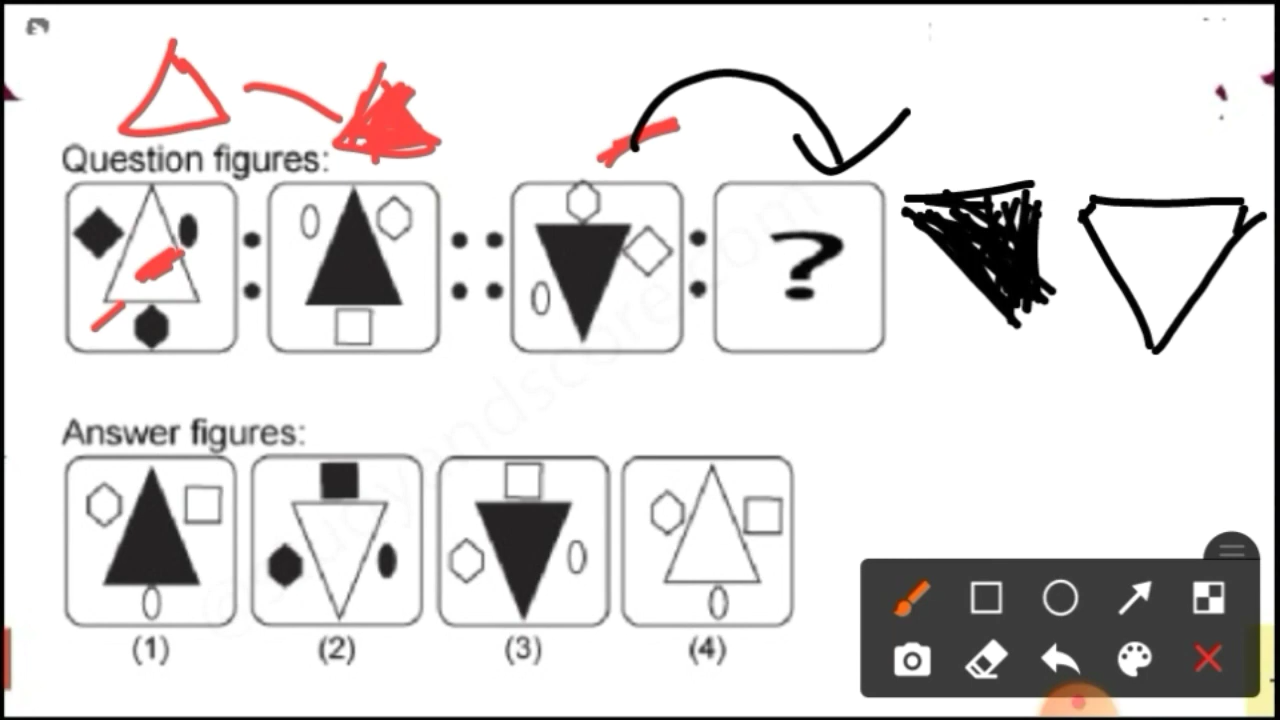 Question figures:
?
Answer figures:
(1) (2) (3) (4)